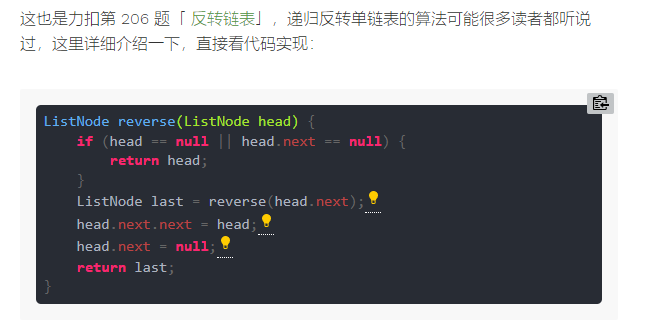 这也是力扣第 206 题「 反转链表」，递归反转单链表的算法可能很多读者都听说
过，这里详细介绍一下，直接看代码实现：
ListNode reverse(ListNode head) {
    if (head == null || head.next == null) {
        return head;
    }
    ListNode last = reverse(head.next);
    head.next.next = head;
    head.next = null;
    return last;
}